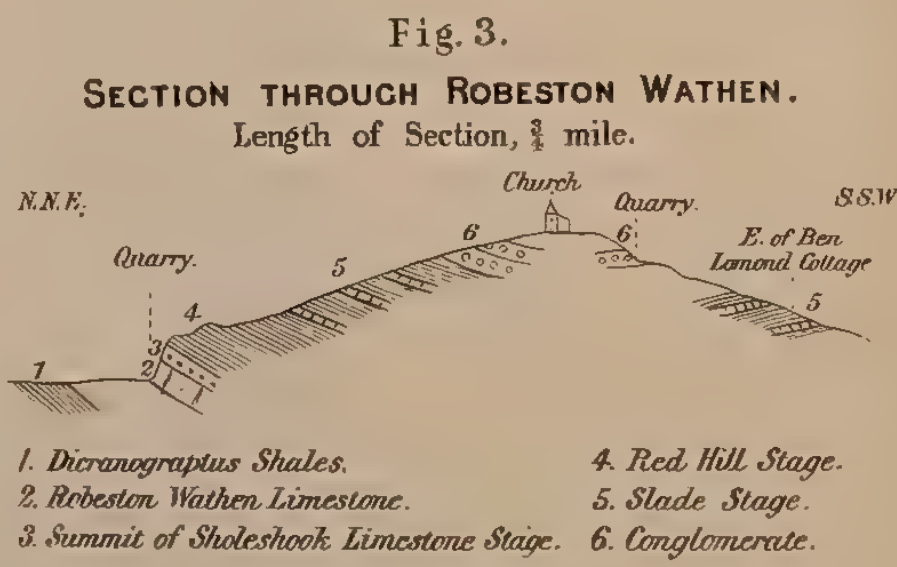 Fig. 3.
SECTION THROUGH ROBESTON WATHEN.
Length of Section, ¾ mile.
N.N.E.
Church
Quarry.
S.S.W
Quarry.
E. of Ben
Lomond Cottage
6
6
5
5
4
3
2
1
1. Dicranograptus Shales.
4. Red Hill Stage.
2. Robeston Wathen Limestone.
5. Slade Stage.
3. Summit of Sholeshook Limestone Stage.
6. Conglomerate.